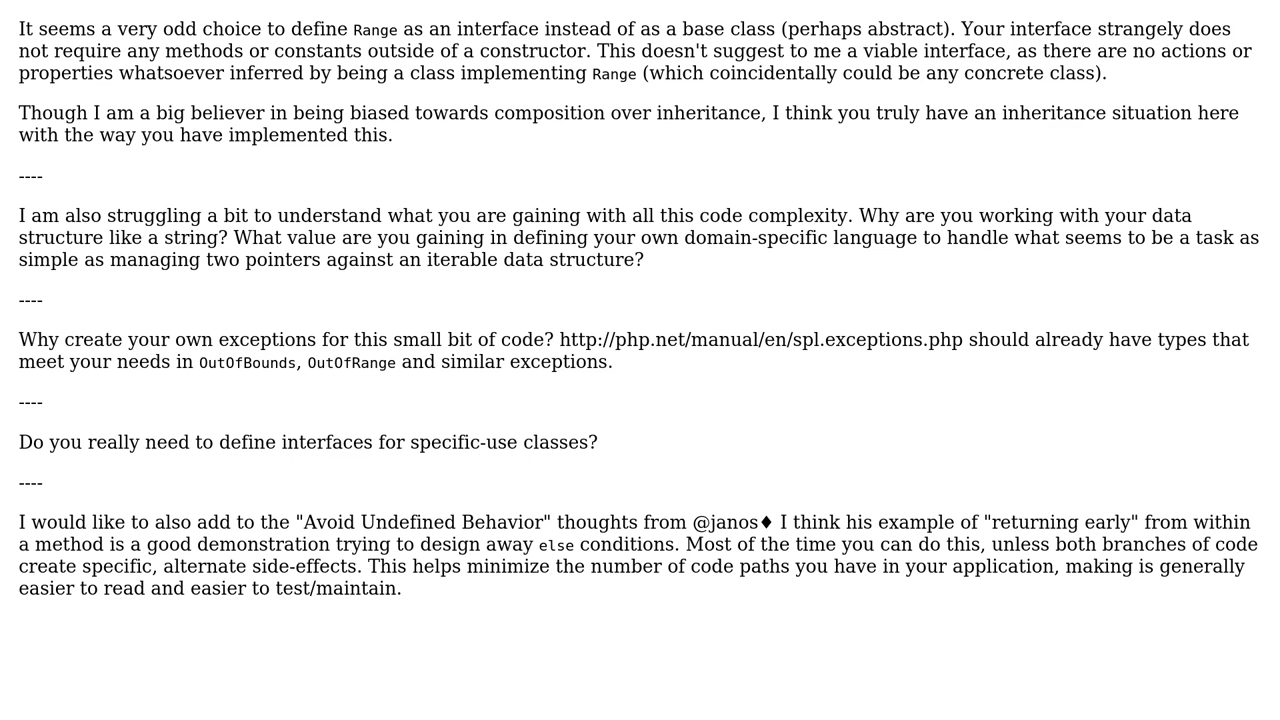 It seems a very odd choice to define Range as an interface instead of as a base class (perhaps abstract). Your interface strangely does
not require any methods or constants outside of a constructor. This doesn't suggest to me a viable interface, as there are no actions or
properties whatsoever inferred by being a class implementing Range (which coincidentally could be any concrete class).
Though I am a big believer in being biased towards composition over inheritance, I think you truly have an inheritance situation here
with the way you have implemented this.
----
I am also struggling a bit to understand what you are gaining with all this code complexity. Why are you working with your data
structure like a string? What value are you gaining in defining your own domain-specific language to handle what seems to be a task as
simple as managing two pointers against an iterable data structure?
----
Why create your own exceptions for this small bit of code? http://php.net/manual/en/spl.exceptions.php should already have types that
meet your needs in OutOfBounds, OutOfRange and similar exceptions.
----
Do you really need to define interfaces for specific-use classes?
----
I would like to also add to the "Avoid Undefined Behavior" thoughts from @janos♦ I think his example of "returning early" from within
a method is a good demonstration trying to design away else conditions. Most of the time you can do this, unless both branches of code
create specific, alternate side-effects. This helps minimize the number of code paths you have in your application, making is generally
easier to read and easier to test/maintain.